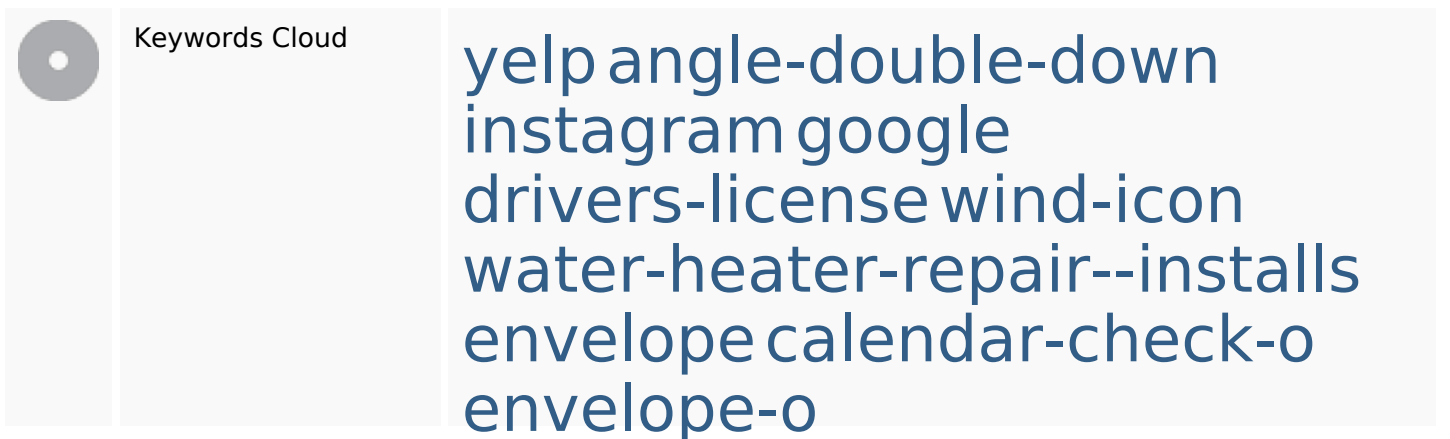 Keywords Cloud
yelp angle-double-down
instagram google
drivers-license wind-icon
water-heater-repair--installs
envelope calendar-check-o
envelope-o